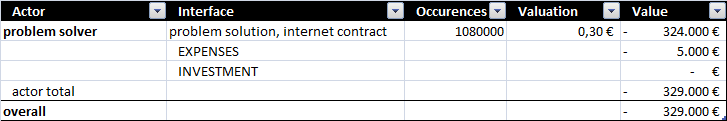 Actor Interface Occurences Valuation Value
problem solver problem solution, internet contract 1080000 0,30 € - 324.000 €
EXPENSES - 5.000 €
INVESTMENT - €
actor total - 329.000 €
overall - 329.000 €